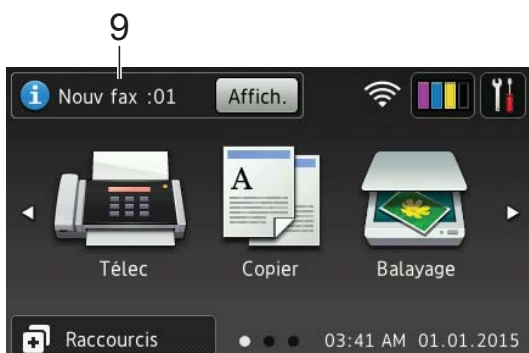 9
Nouv fax :01 Affich.
A
Télec Copier Balayage
Raccourcis 03:41 AM 01.01.2015